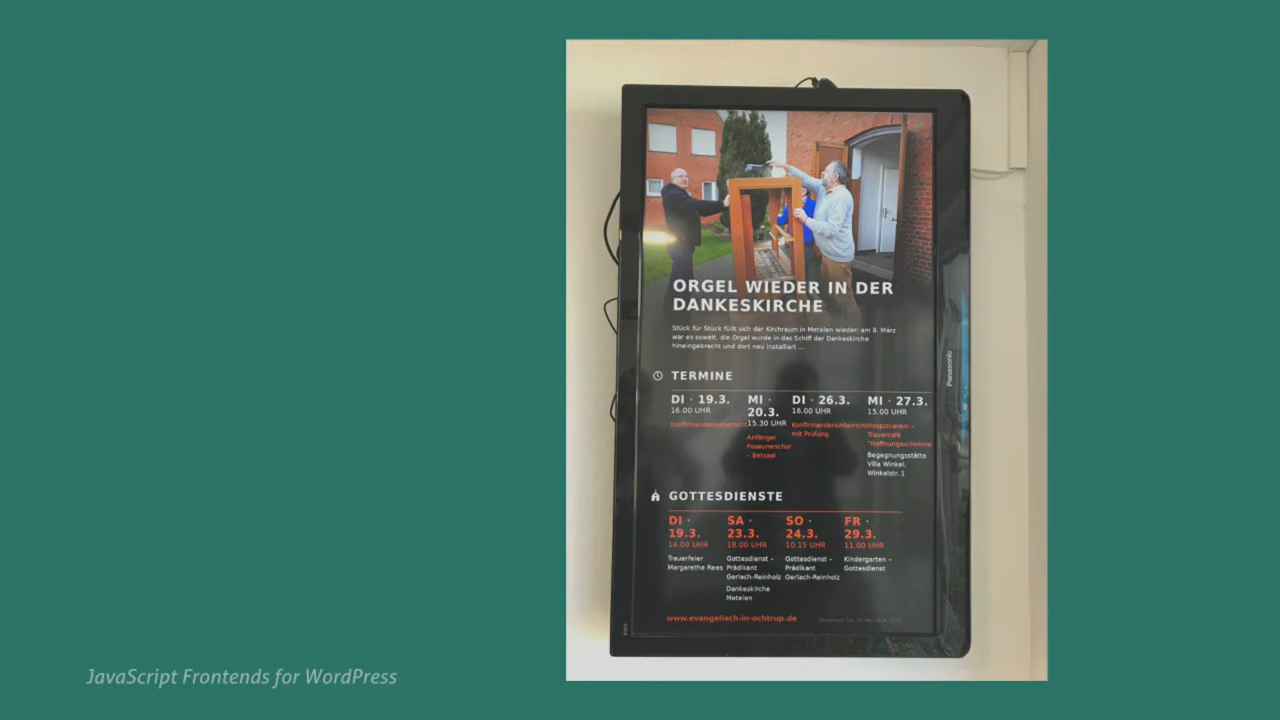 ORGEL WIEDER IN DER
DANKESKIRCHE
Stück für Stück füllt sich der Kirchraum in Metelen wieder: am 8. März
war es soweit, die Orgel wurde in das Schiff der Dankeskirche
hineingebracht und dort neu installiert ...
TERMINE
DI · 19.3.
16.00 UHR
Konfirmandenunterricht
MI ·
20.3.
15.30 UHR
Anfänger
Posaunenchor
- Betsaal
DI · 26.3.
16.00 UHR
Konfirmandenunterricht
mit Prüfung
MI · 27.3.
15.00 UHR
Hospizverein –
Trauercafé
"Hoffnungsschimme
Begegnungsstätte
Villa Winkel,
Winkelstr. 1
GOTTESDIENSTE
DI ·
19.3.
14.00 UHR
Trauerfeier
Margarethe Rees
SA ·
23.3.
18.00 UHR
Gottesdienst –
Prädikant
Gerlach-Reinholz
Dankeskirche
Metelen
SO ·
24.3.
10.15 UHR
Gottesdienst –
Prädikant
Gerlach-Reinholz
FR ·
29.3.
11.00 UHR
Kindergarten –
Gottesdienst
www.evangelisch-in-ochtrup.de
Panasonic
JavaScript Frontends for WordPress